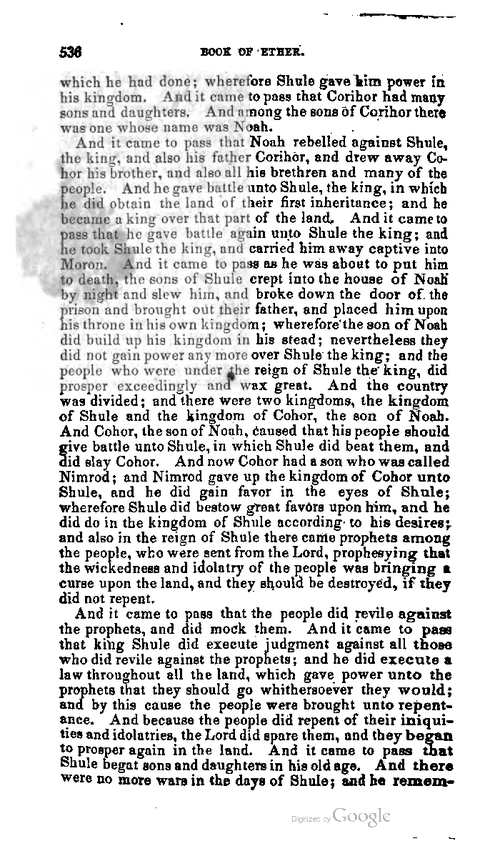 536 BOOK OF ETHER.
which he had done; wherefore Shule gave him power in
his kingdom. And it came to pass that Corihor had many
sons and daughters. And among the sons of Corihor there
was one whose name was Noah.
And it came to pass that Noah rebelled against Shule,
the king, and also his father Corihor, and drew away Co-
hor his brother, and also all his brethren and many of the
people. And he gave battle unto Shule, the king, in which
he did obtain the land of their first inheritance; and he
became a king over that part of the land. And it came to
pass that he gave battle again unto Shule the king; and
he took Shule the king, and carried him away captive into
Moron. And it came to pass as he was about to put him
to death, the sons of Shule crept into the house of Noah
by night and slew him, and broke down the door of the
prison and brought out their father, and placed him upon
his throne in his own kingdom; wherefore the son of Noah
did build up his kingdom in his stead; nevertheless they
did not gain power any more over Shule the king; and the
people who were under the reign of Shule the king, did
prosper exceedingly and wax great. And the country
was divided; and there were two kingdoms, the kingdom
of Shule and the kingdom of Cohor, the son of Noah.
And Cohor, the son of Noah, caused that his people should
give battle unto Shule, in which Shule did beat them, and
did slay Cohor. And now Cohor had a son who was called
Nimrod; and Nimrod gave up the kingdom of Cohor unto
Shule, and he did gain favor in the eyes of Shule;
wherefore Shule did bestow great favors upon him, and he
did do in the kingdom of Shule according to his desires;
and also in the reign of Shule there came prophets among
the people, who were sent from the Lord, prophesying that
the wickedness and idolatry of the people was bringing a
curse upon the land, and they should be destroyed, if they
did not repent.
And it came to pass that the people did revile against
the prophets, and did mock them. And it came to pass
that king Shule did execute judgment against all those
who did revile against the prophets; and he did execute a
law throughout all the land, which gave power unto the
prophets that they should go whithersoever they would;
and by this cause the people were brought unto repent-
ance. And because the people did repent of their iniqui-
ties and idolatries, the Lord did spare them, and they began
to prosper again in the land. And it came to pass that
Shule begat sons and daughters in his old age. And there
were no more wars in the days of Shule; and he remem-
Digitized by Google